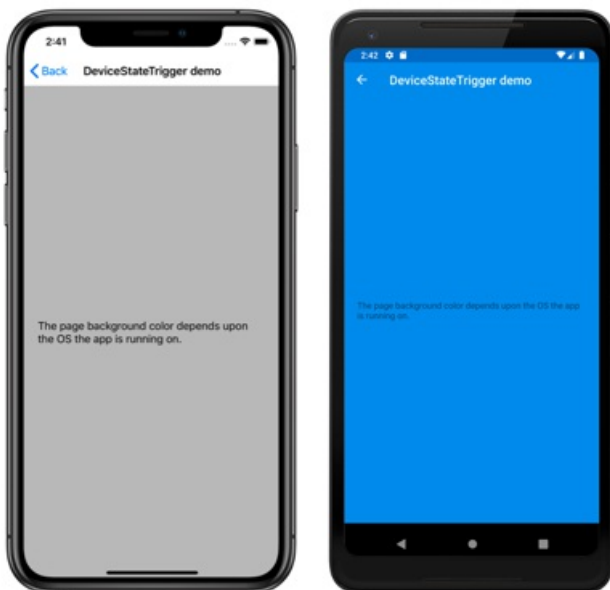 2:41
Back DeviceStateTrigger demo
The page background color depends upon
the OS the app is running on.
2:42
DeviceStateTrigger demo
The page background color depends upon the OS the app
is running on.